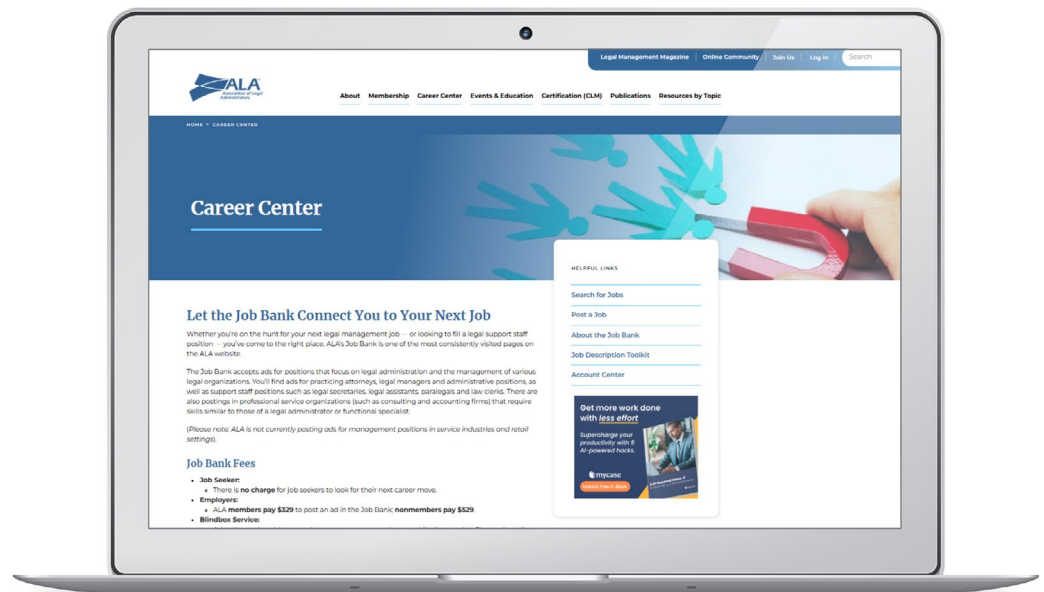 Legal Management Magazine | Online Community | Join Us | Log In | Search
ALA
Association of Legal
Administrators
About Membership Career Center Events & Education Certification (CLM) Publications Resources by Topic
HOME CAREER CENTER
Career Center
HELPFUL LINKS
Search for Jobs
Post a Job
About the Job Bank
Job Description Toolkit
Account Center
Let the Job Bank Connect You to Your Next Job
Whether you're on the hunt for your next legal management job — or looking to fill a legal support staff
position — you've come to the right place. ALA's Job Bank is one of the most consistently visited pages on
the ALA website.
The Job Bank accepts ads for positions that focus on legal administration and the management of various
legal organizations. You'll find ads for practicing attorneys, legal managers and administrative positions, as
well as support staff positions such as legal secretaries, legal assistants, paralegals and law clerks. There are
also postings in professional service organizations (such as consulting and accounting firms) that require
skills similar to those of a legal administrator or functional specialist.
(Please note: ALA is not currently posting ads for management positions in service industries and retail
settings).
Job Bank Fees
• Job Seeker:
There is no charge for job seekers to look for their next career move.
• Employers:
ALA members pay $329 to post an ad in the Job Bank; nonmembers pay $529.
• Blindbox Service:
Get more work done
with less effort
Supercharge your
productivity with 5
AI-powered hacks.
mycase
Unlock Free E-Book